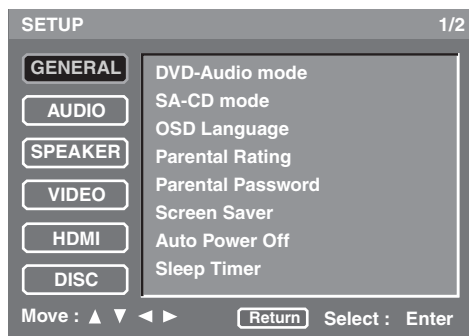 SETUP 1/2
GENERAL
AUDIO
SPEAKER
VIDEO
HDMI
DISC
DVD-Audio mode
SA-CD mode
OSD Language
Parental Rating
Parental Password
Screen Saver
Auto Power Off
Sleep Timer
Move : ▲ ▼ ◄ ► Return Select : Enter